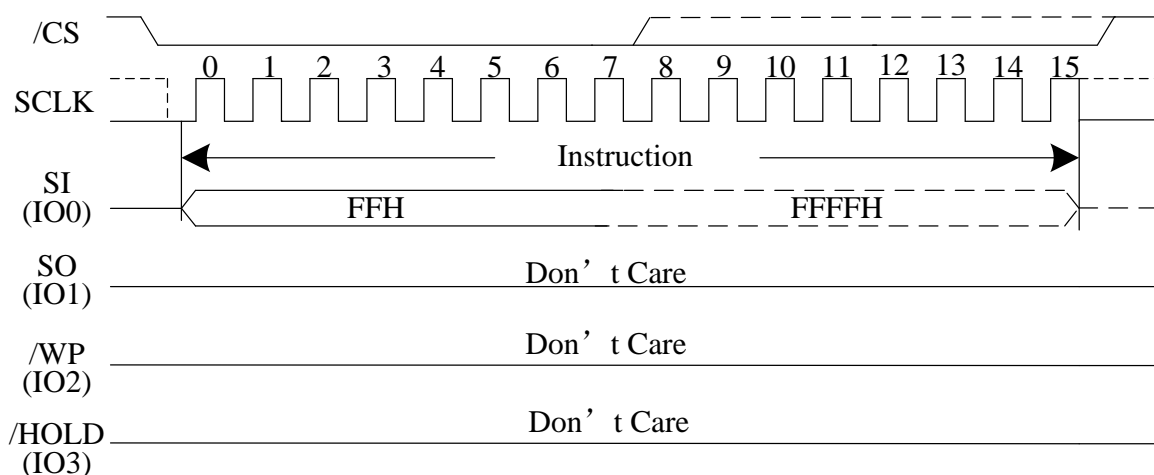 /CS
0 1 2 3 4 5 6 7 8 9 10 11 12 13 14 15
SCLK
Instruction
SI
(IO0)
FFH FFFFH
SO
(IO1)
Don’t Care
/WP
(IO2)
Don’t Care
/HOLD
(IO3)
Don’t Care